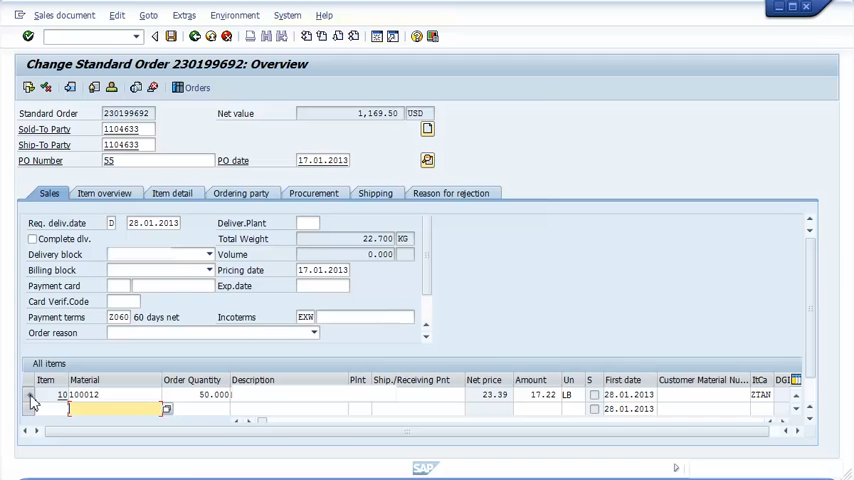 Sales document Edit Goto Extras Environment System Help
Change Standard Order 230199692: Overview
Orders
Standard Order 230199692 Net value 1,169.50 USD
Sold-To Party 1104633
Ship-To Party 1104633
PO Number 55 PO date 17.01.2013
Sales Item overview Item detail Ordering party Procurement Shipping Reason for rejection
Req. deliv.date D 28.01.2013 Deliver.Plant
Complete dlv. Total Weight 22.700 KG
Delivery block Volume 0.000
Billing block Pricing date 17.01.2013
Payment card Exp.date
Card Verif.Code
Payment terms Z060 60 days net Incoterms EXW
Order reason
All items
Item Material Order Quantity Description Plnt Ship./Receiving Pnt Net price Amount Un S First date Customer Material Nu... ItCa DGI
10 100012 50.000 23.39 17.22 LB 28.01.2013 ZTAN
28.01.2013
SAP